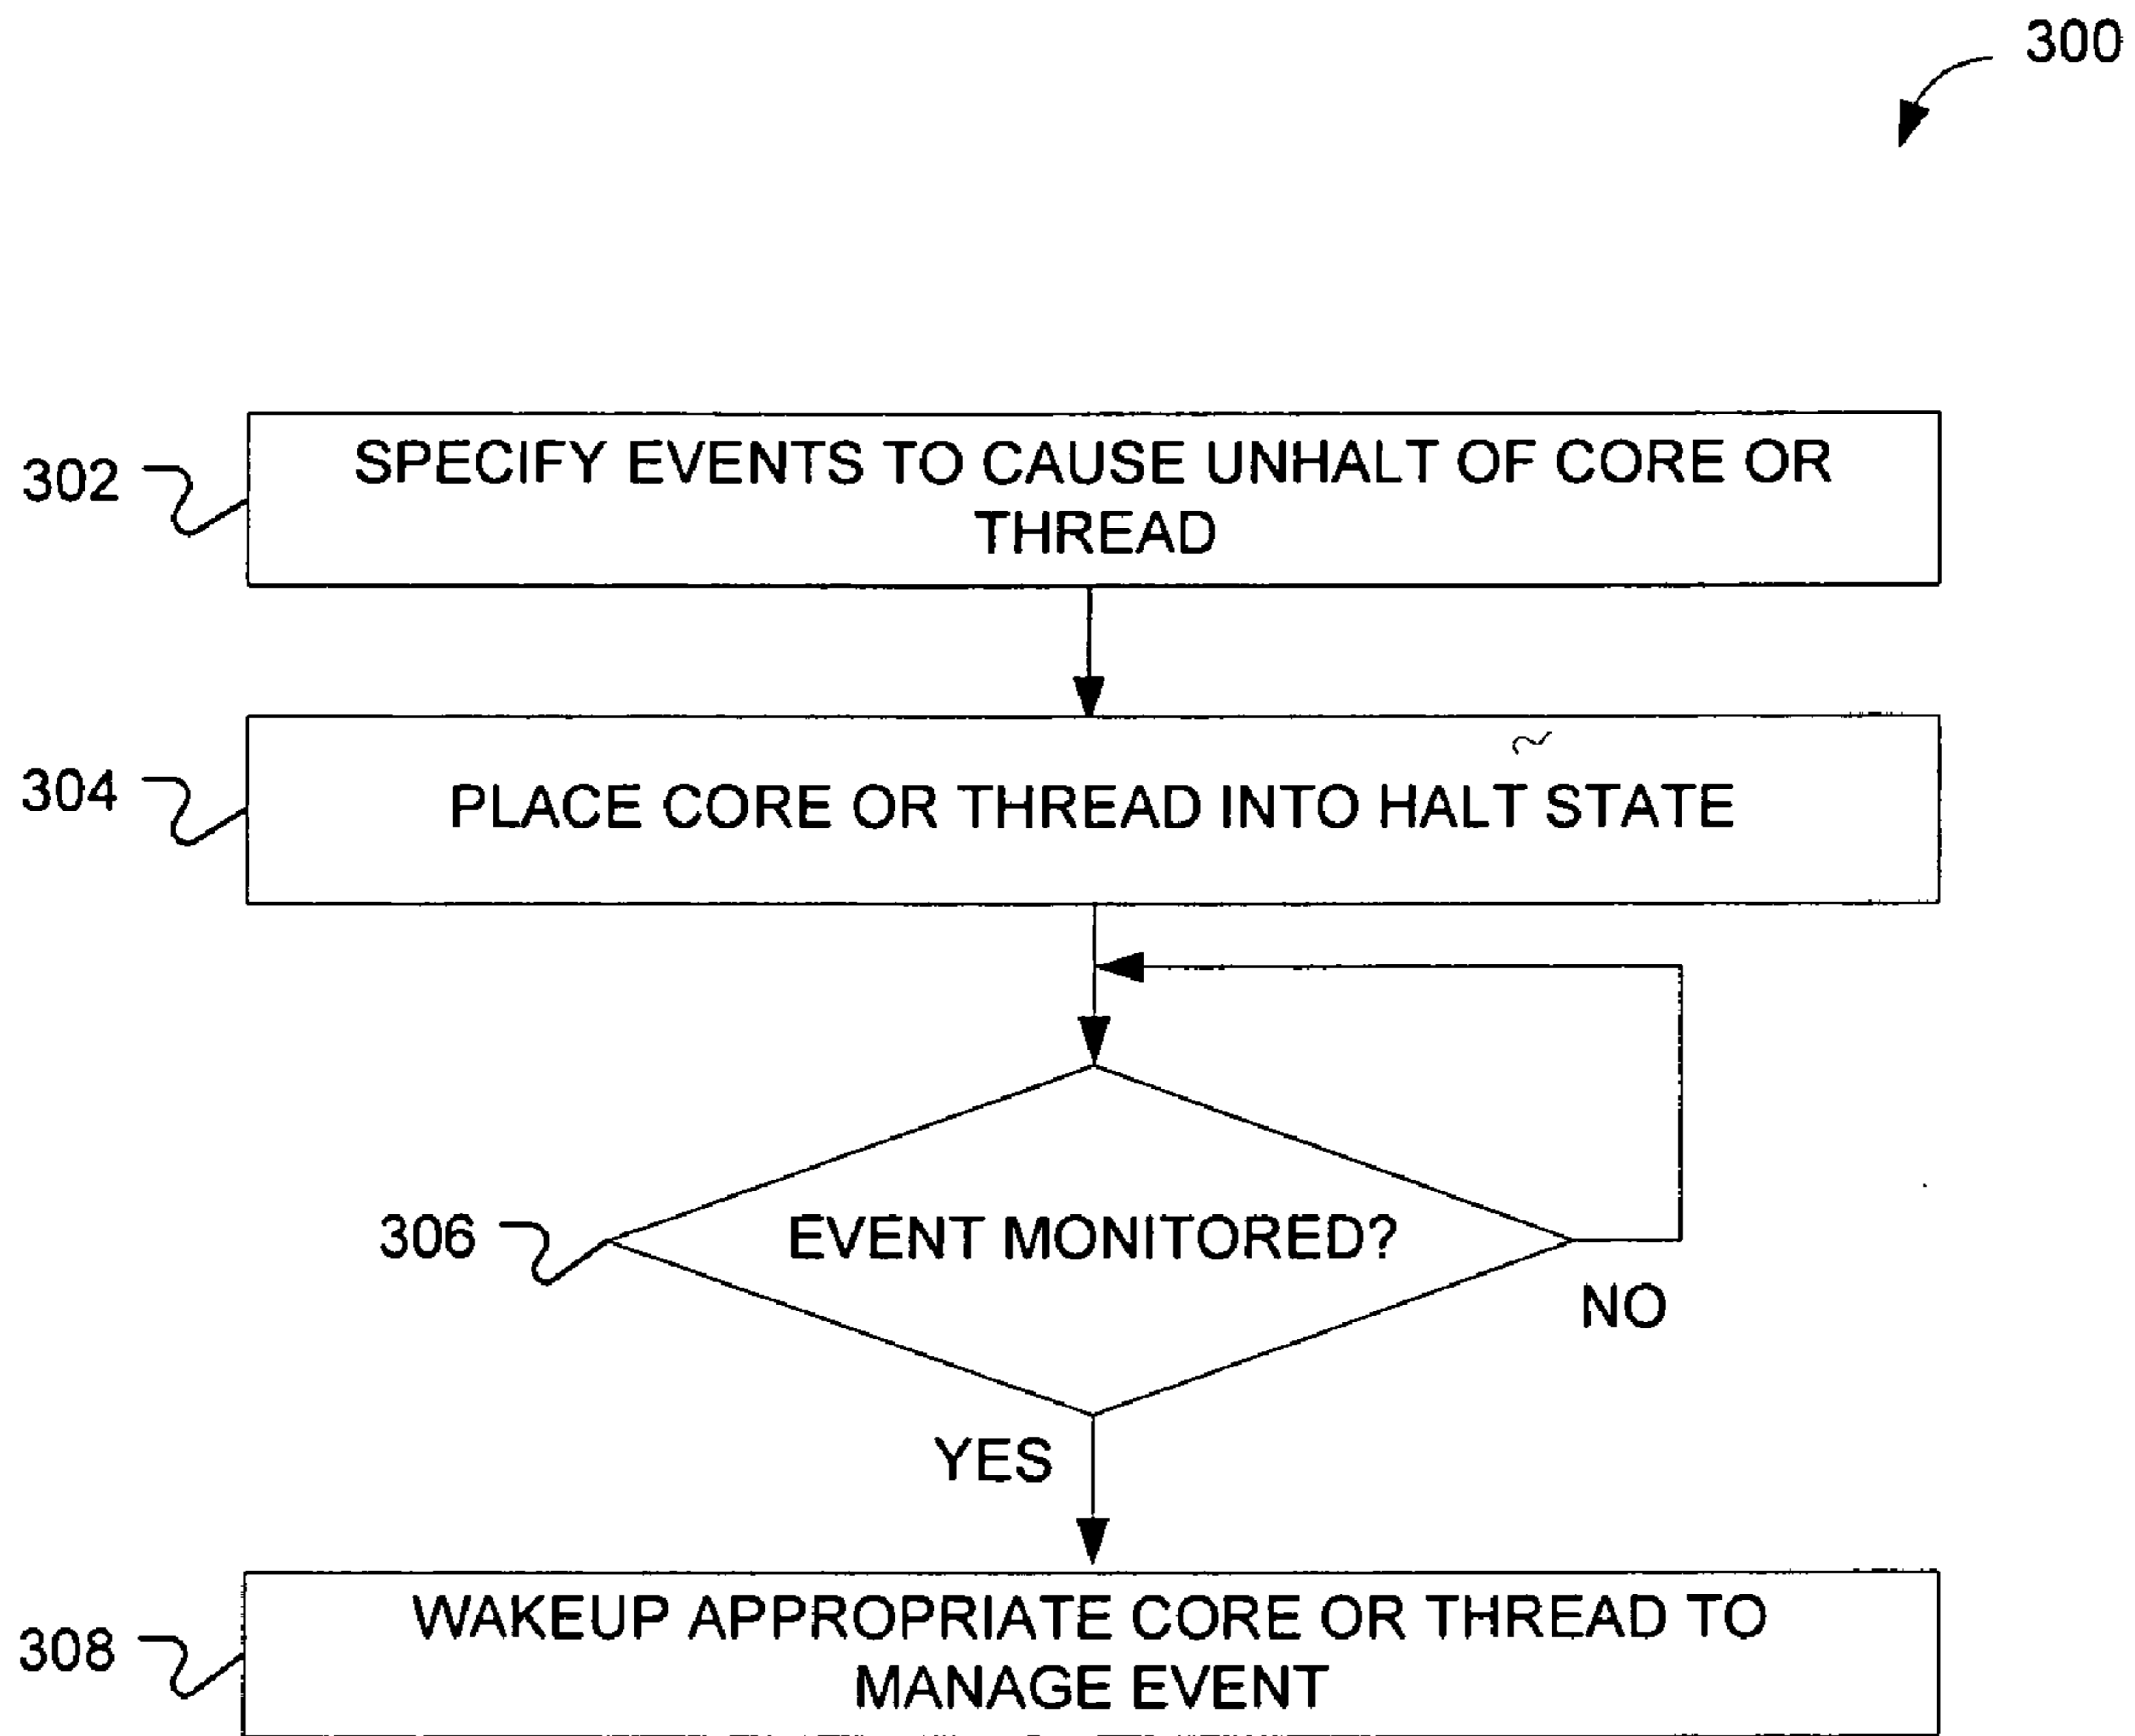 300
302
SPECIFY EVENTS TO CAUSE UNHALT OF CORE OR
THREAD
304
PLACE CORE OR THREAD INTO HALT STATE
306
EVENT MONITORED?
NO
YES
308
WAKEUP APPROPRIATE CORE OR THREAD TO
MANAGE EVENT